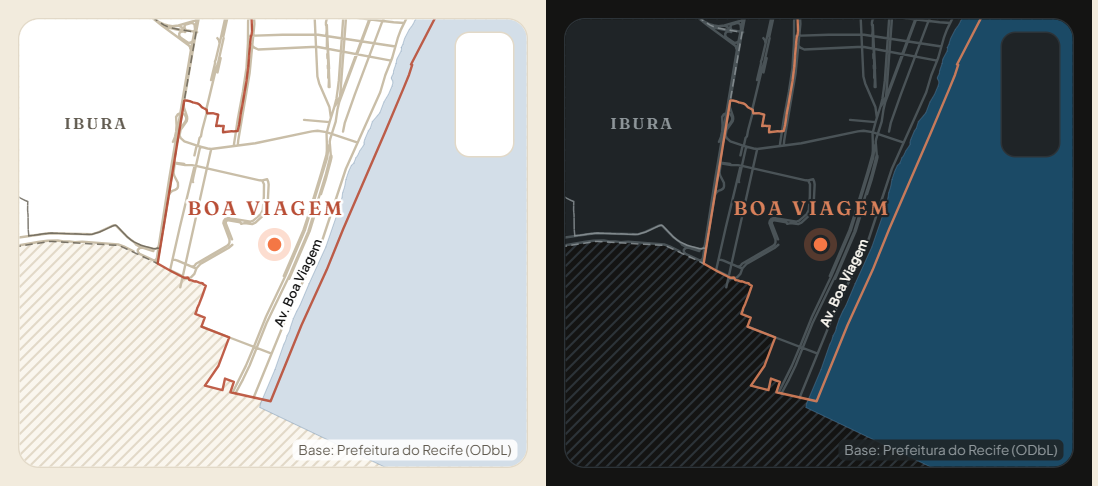 IBURA
BOA VIAGEM
Av. Boa Viagem
Base: Prefeitura do Recife (ODbL)
IBURA
BOA VIAGEM
Av. Boa Viagem
Base: Prefeitura do Recife (ODbL)